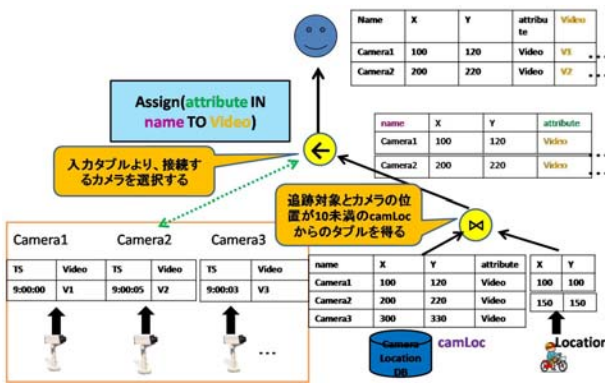 Name X Y attribu te Video
Camera1 100 120 Video V1
Camera2 200 220 Video V2
Assign(attribute IN
name TO Video)
name X Y attribute
Camera1 100 120 Video
Camera2 200 220 Video
入力タブルより、接続す
るカメラを選択する
追跡対象とカメラの位
置が10未満のcamLoc
からのタブルを得る
Camera1 Camera2 Camera3
TS Video TS Video TS Video
9:00:00 V1 9:00:05 V2 9:00:03 V3
...
name X Y attribute
Camera1 100 120 Video
Camera2 200 220 Video
Camera3 300 330 Video
X Y
100 100
150 150
Camera
Location
DB
camLoc
Location